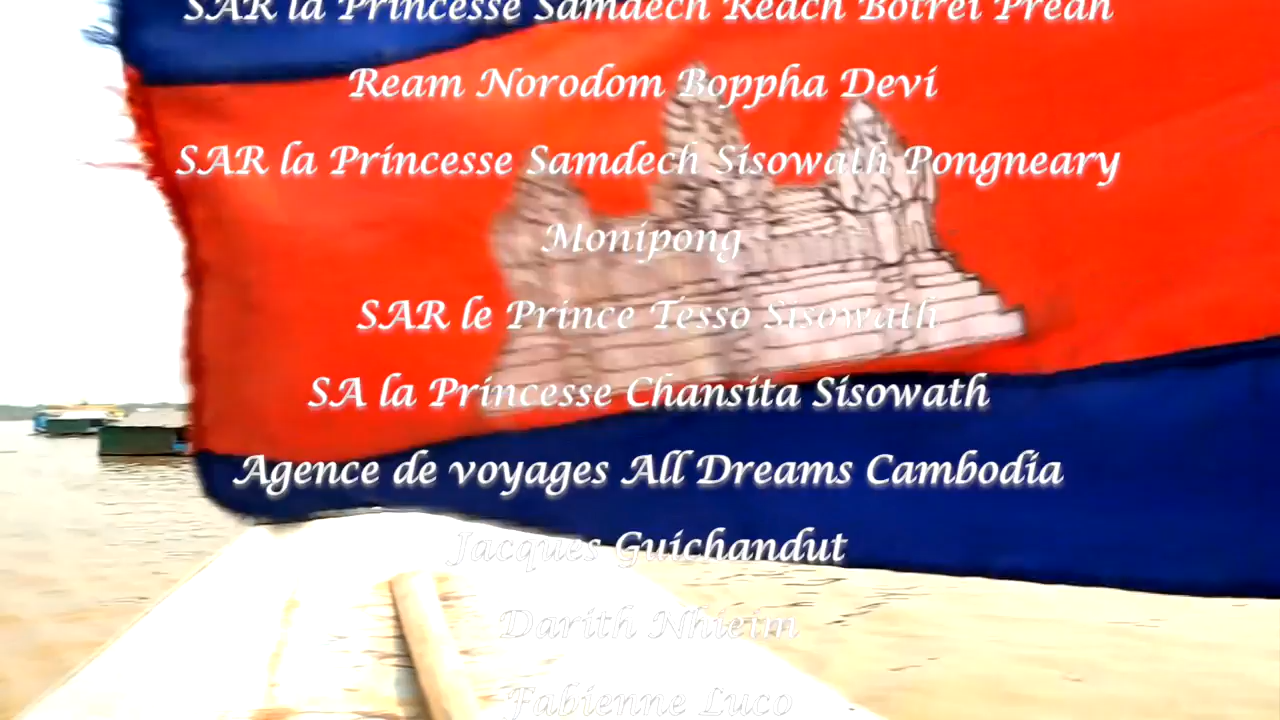 SAR la Princesse Samdech Reach Botrei Preah
Ream Norodom Boppha Devi
SAR la Princesse Samdech Sisowath Pongneary
Monipong
SAR le Prince Tesso Sisowath
SA la Princesse Chansita Sisowath
Agence de voyages All Dreams Cambodia
Jacques Guichandut
Darith Nhieim
Fabienne Luco